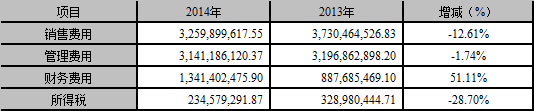 项目 2014年 2013年 增减（%）
销售费用 3,259,899,617.55 3,730,464,526.83 -12.61%
管理费用 3,141,186,120.37 3,196,862,898.20 -1.74%
财务费用 1,341,402,475.90 887,685,469.10 51.11%
所得税 234,579,291.87 328,980,444.71 -28.70%